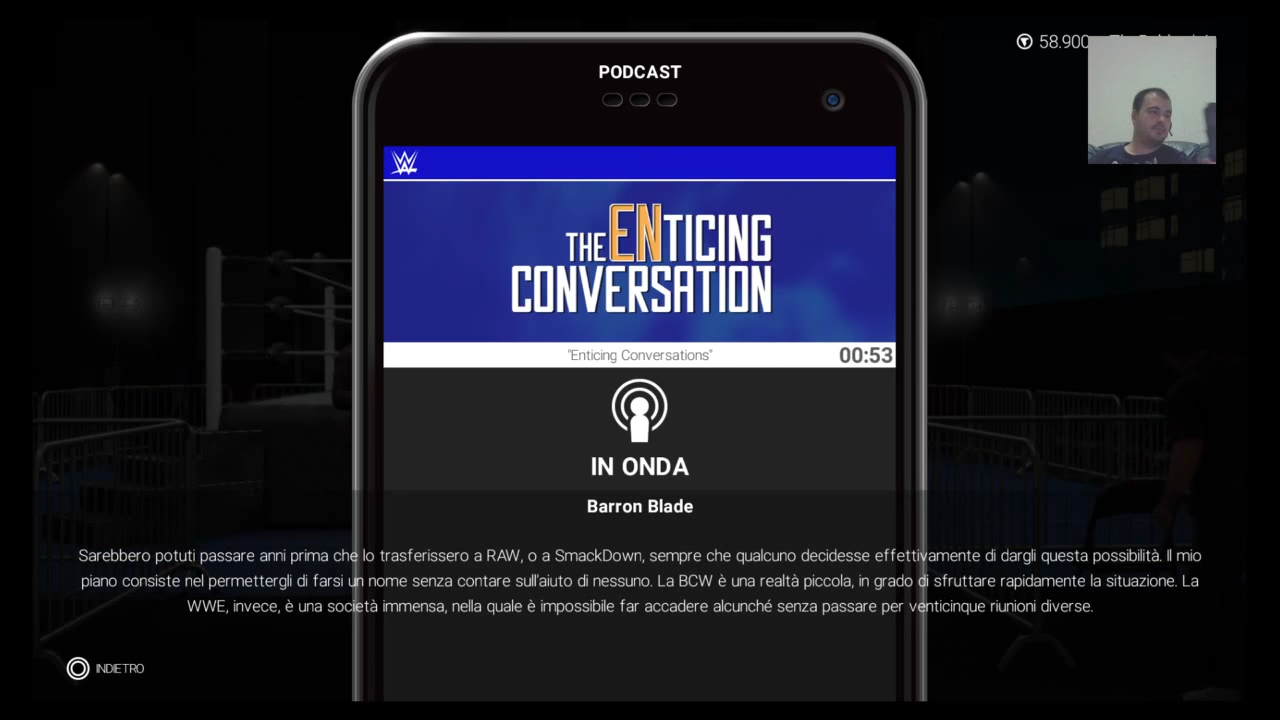 PODCAST
58.900
W
THE ENTICING
CONVERSATION
"Enticing Conversations"
00:53
IN ONDA
Barron Blade
Sarebbero potuti passare anni prima che lo trasferissero a RAW, o a SmackDown, sempre che qualcuno decidesse effettivamente di dargli questa possibilità. Il mio
piano consiste nel permettergli di farsi un nome senza contare sull'aiuto di nessuno. La BCW è una realtà piccola, in grado di sfruttare rapidamente la situazione. La
WWE, invece, è una società immensa, nella quale è impossibile far accadere alcunché senza passare per venticinque riunioni diverse.
INDIETRO